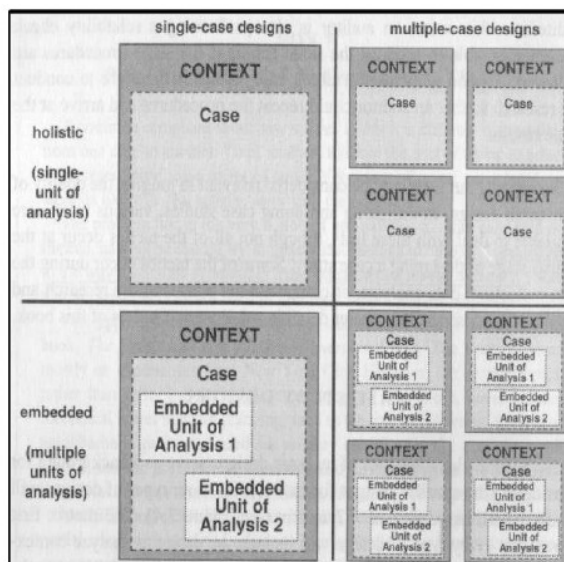 single-case designs
multiple-case designs
holistic
(single-
unit of
analysis)
CONTEXT
Case
CONTEXT
Case
CONTEXT
Case
CONTEXT
Case
CONTEXT
Case
embedded
(multiple
units of
analysis)
CONTEXT
Case
Embedded
Unit of
Analysis 1
Embedded
Unit of
Analysis 2
CONTEXT
Case
Embedded
Unit of
Analysis 1
Embedded
Unit of
Analysis 2
CONTEXT
Case
Embedded
Unit of
Analysis 1
Embedded
Unit of
Analysis 2
CONTEXT
Case
Embedded
Unit of
Analysis 1
Embedded
Unit of
Analysis 2
CONTEXT
Case
Embedded
Unit of
Analysis 1
Embedded
Unit of
Analysis 2